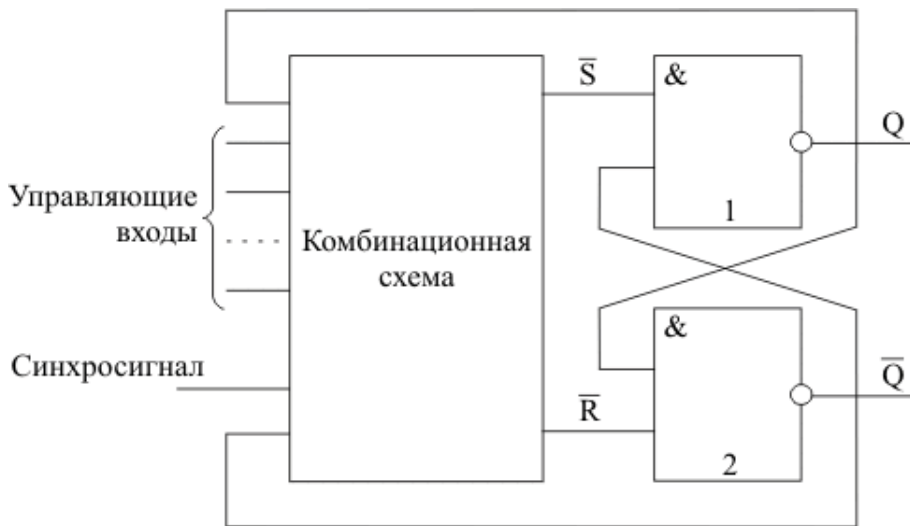 S̅
&
Q
Управляющие
входы
1
Комбинационная
схема
&
Синхросигнал
Q̅
R̅
2